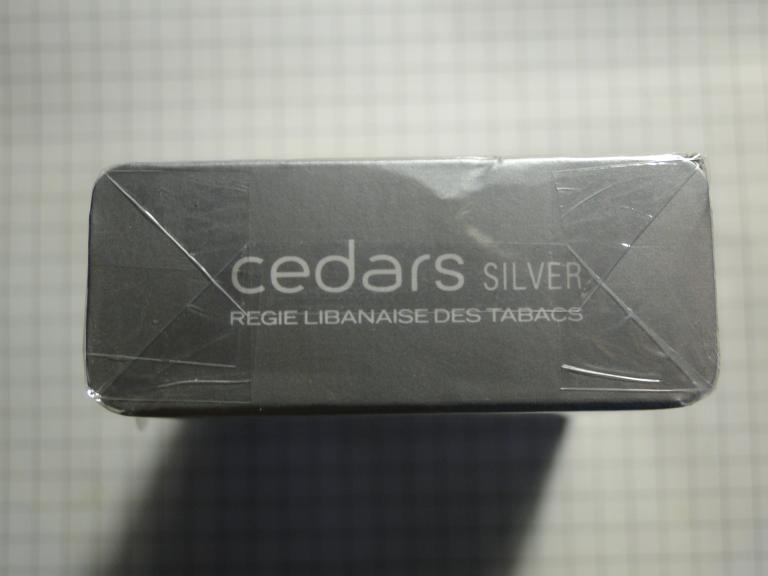 cedars SILVER
REGIE LIBANAISE DES TABACS